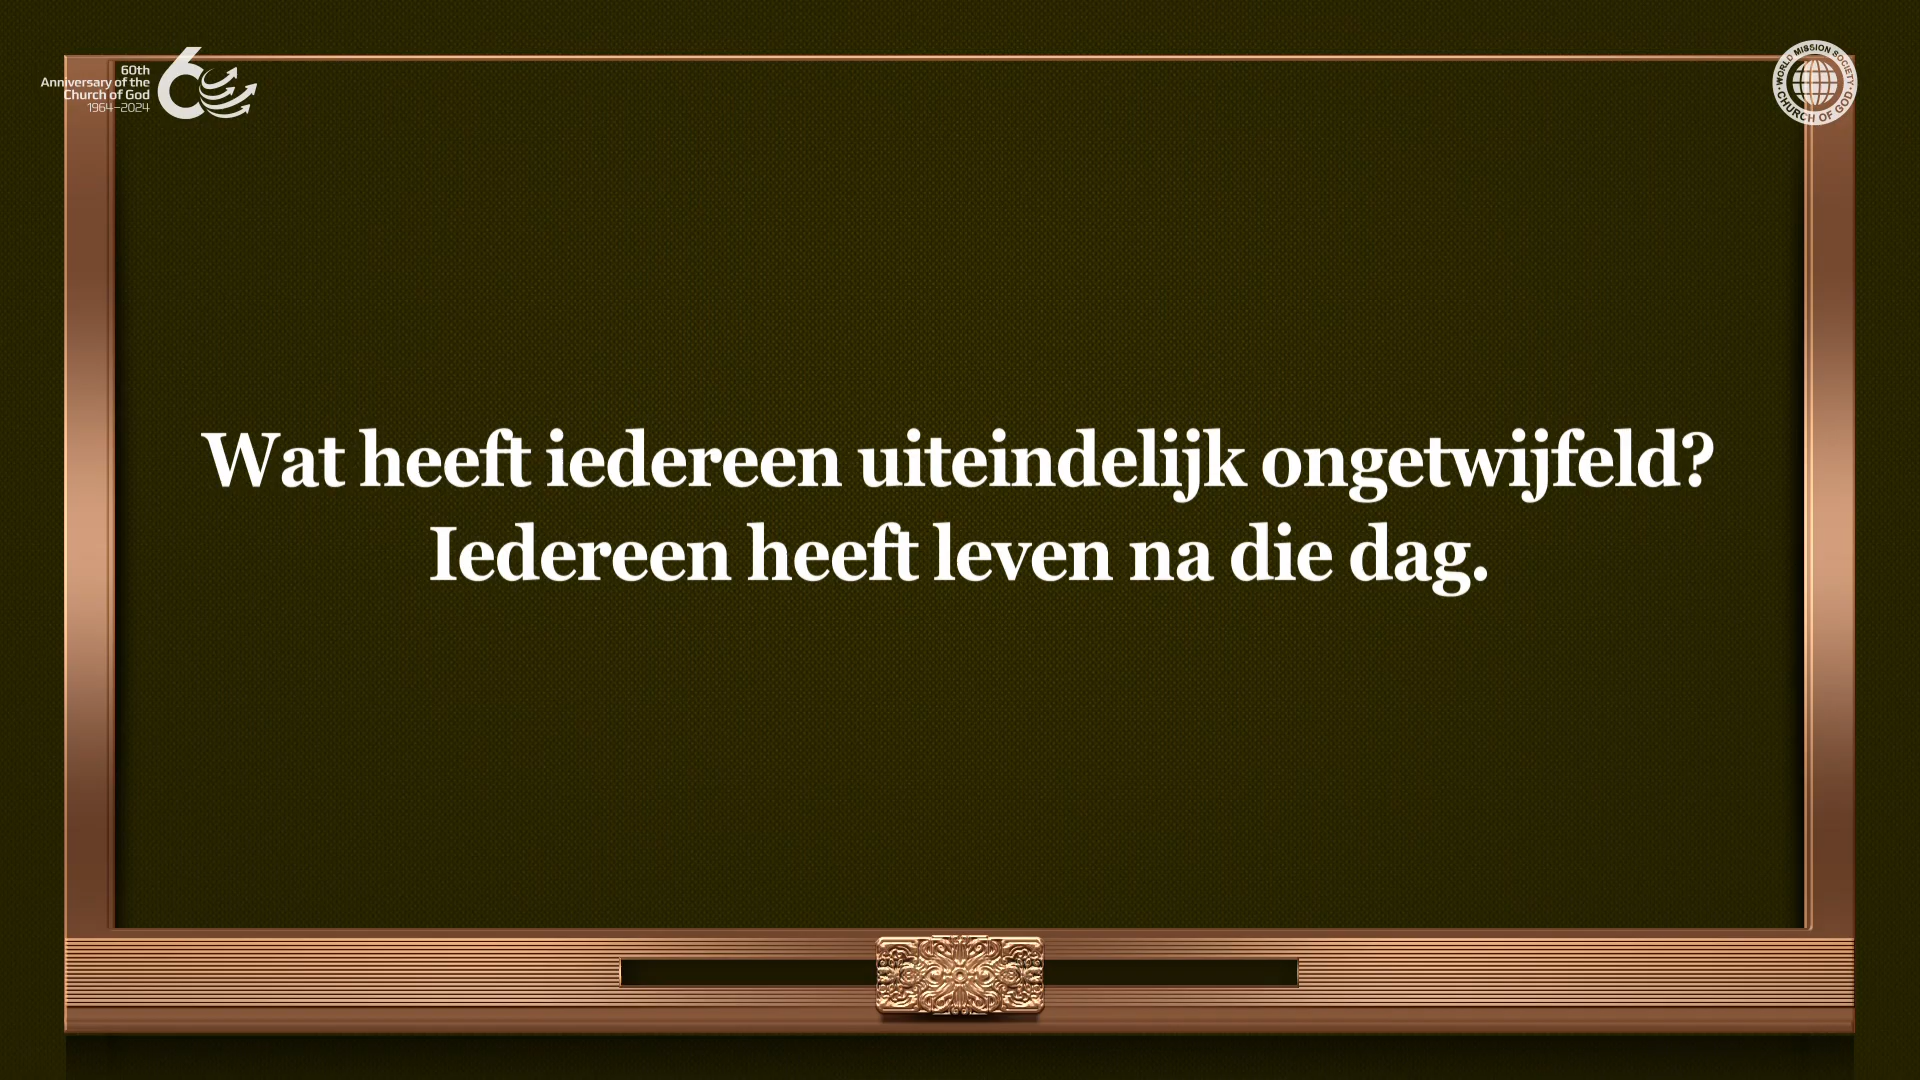 60th
Anniversary of the
Church of God
1964–2024
WORLD MISSION SOCIETY
CHURCH OF GOD
Wat heeft iedereen uiteindelijk ongetwijfeld?
Iedereen heeft leven na die dag.